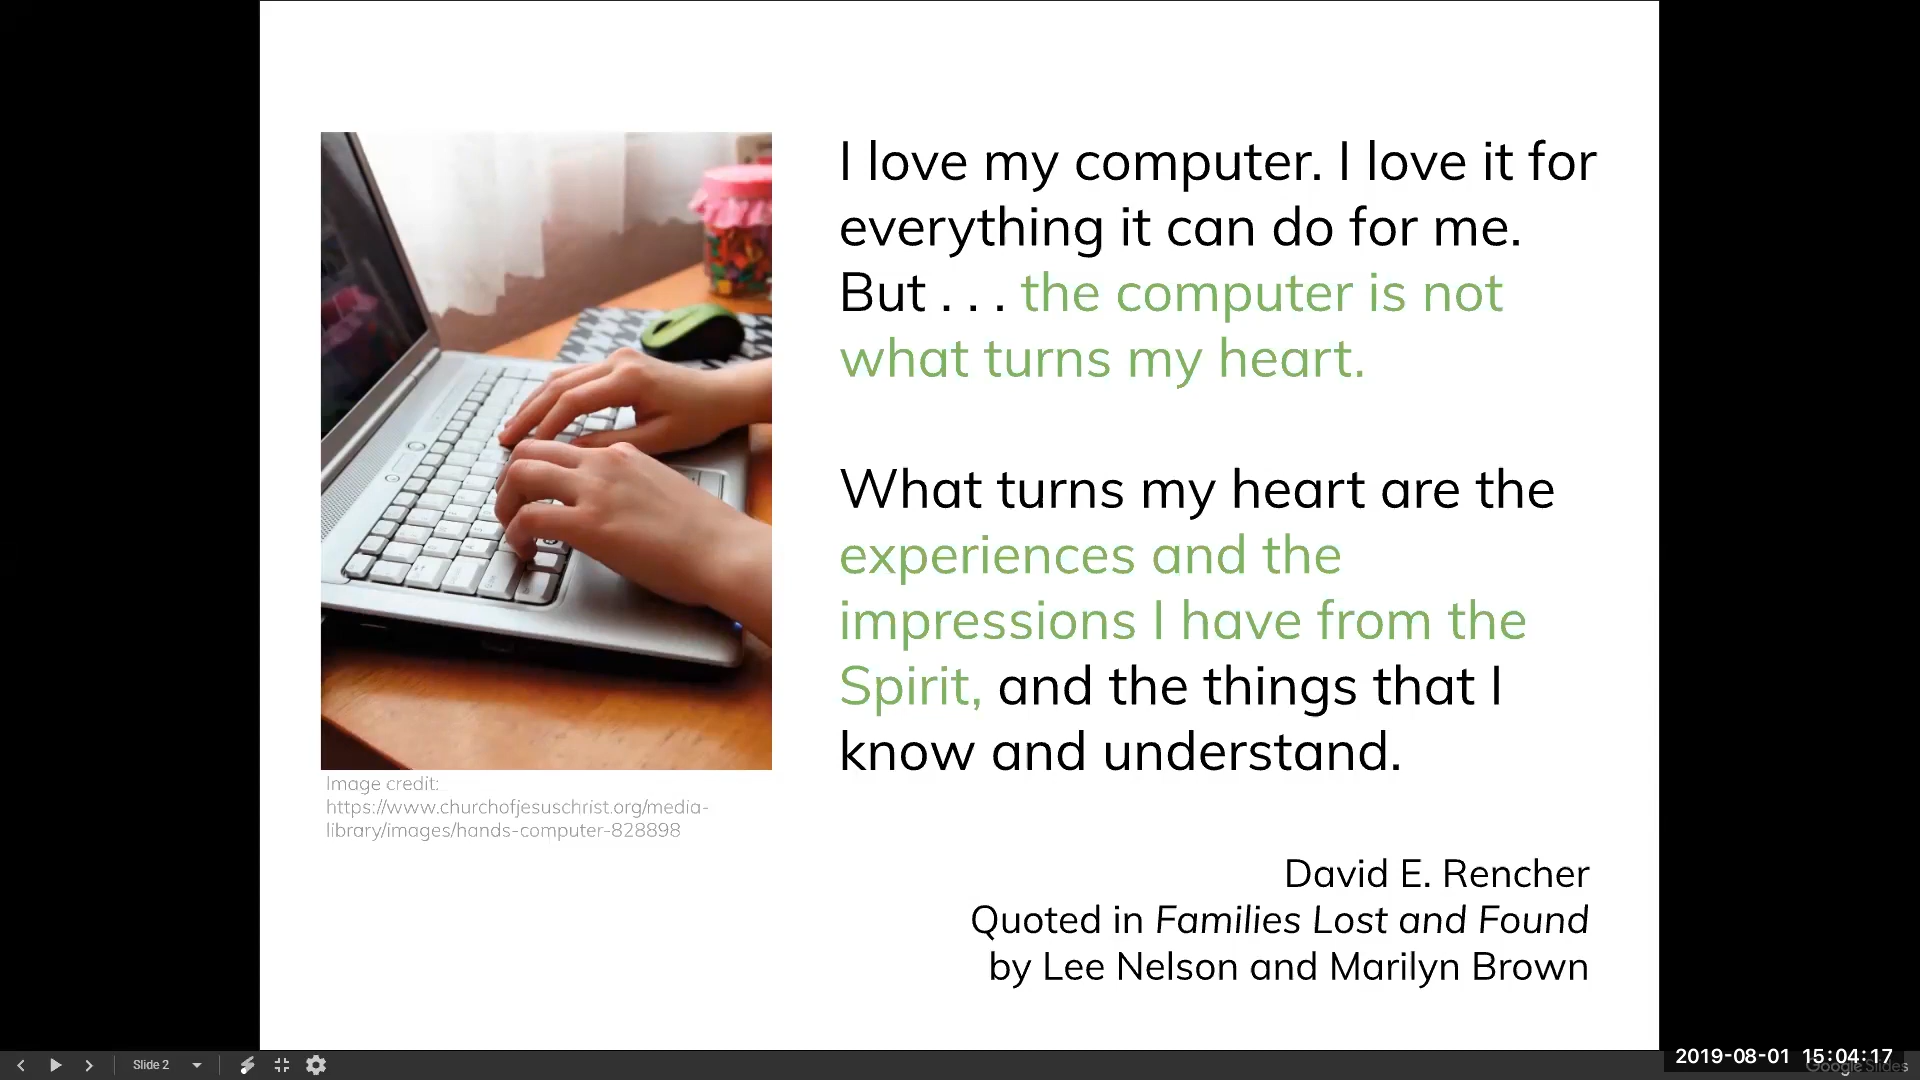 I love my computer. I love it for
everything it can do for me.
But . . . the computer is not
what turns my heart.
What turns my heart are the
experiences and the
impressions I have from the
Spirit, and the things that I
know and understand.
Image credit:
https://www.churchofjesuschrist.org/media-
library/images/hands-computer-828898
David E. Rencher
Quoted in Families Lost and Found
by Lee Nelson and Marilyn Brown
Slide 2
2019-08-01 15:04:17
Google Slides